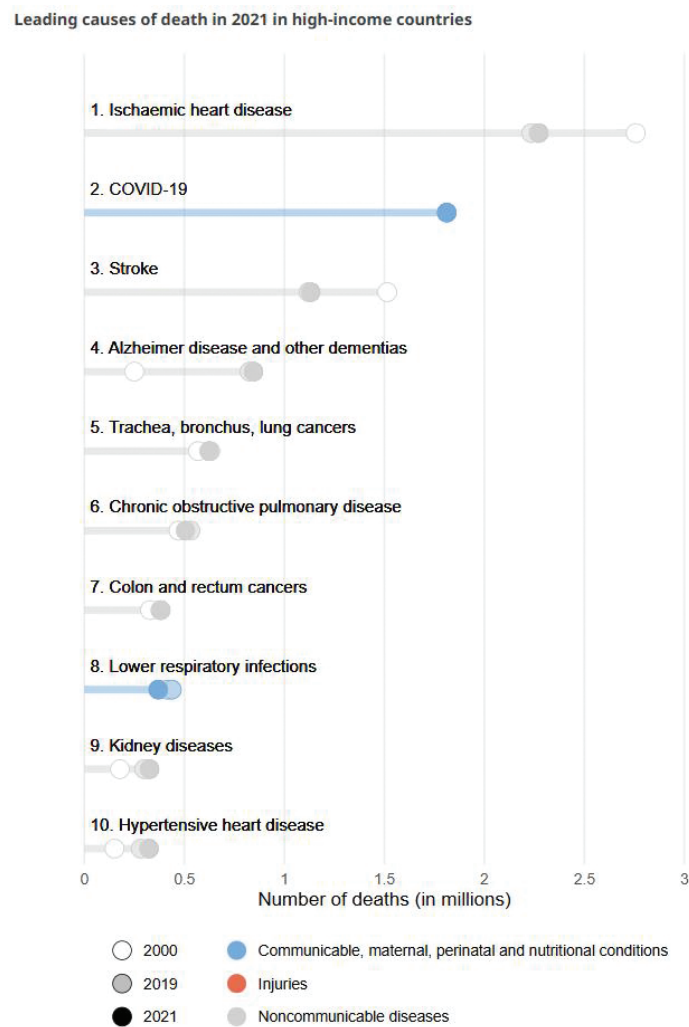 Leading causes of death in 2021 in high-income countries
1. Ischaemic heart disease
2. COVID-19
3. Stroke
4. Alzheimer disease and other dementias
5. Trachea, bronchus, lung cancers
6. Chronic obstructive pulmonary disease
7. Colon and rectum cancers
8. Lower respiratory infections
9. Kidney diseases
10. Hypertensive heart disease
0 0.5 1 1.5 2 2.5 3
Number of deaths (in millions)
2000 Communicable, maternal, perinatal and nutritional conditions
2019 Injuries
2021 Noncommunicable diseases